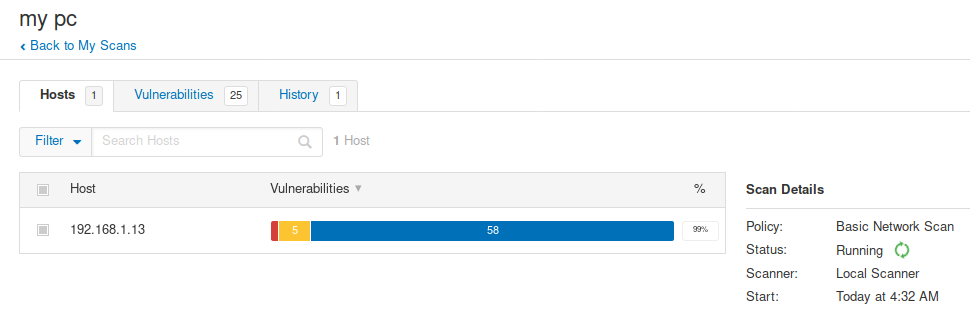 my pc
Back to My Scans
Hosts 1 Vulnerabilities 25 History 1
Filter Search Hosts 1 Host
Host Vulnerabilities %
192.168.1.13 5 58 99%
Scan Details
Policy: Basic Network Scan
Status: Running
Scanner: Local Scanner
Start: Today at 4:32 AM